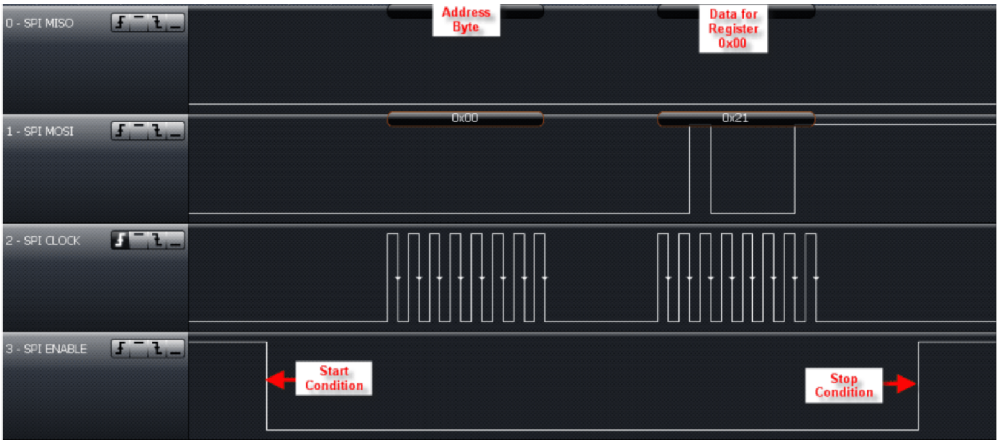 0 - SPI MISO
Address
Byte
Data for
Register
0x00
1 - SPI MOSI
0x00
0x21
2 - SPI CLOCK
3 - SPI ENABLE
Start
Condition
Stop
Condition